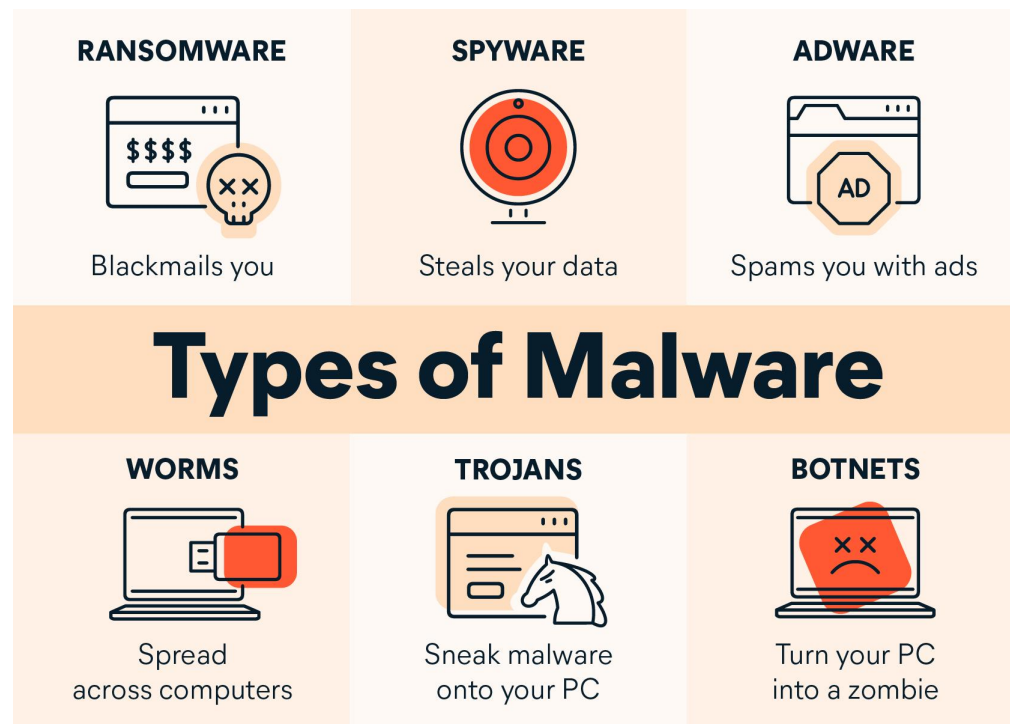 RANSOMWARE
$$$$
Blackmails you
SPYWARE
Steals your data
ADWARE
AD
Spams you with ads
Types of Malware
WORMS
Spread
across computers
TROJANS
Sneak malware
onto your PC
BOTNETS
Turn your PC
into a zombie